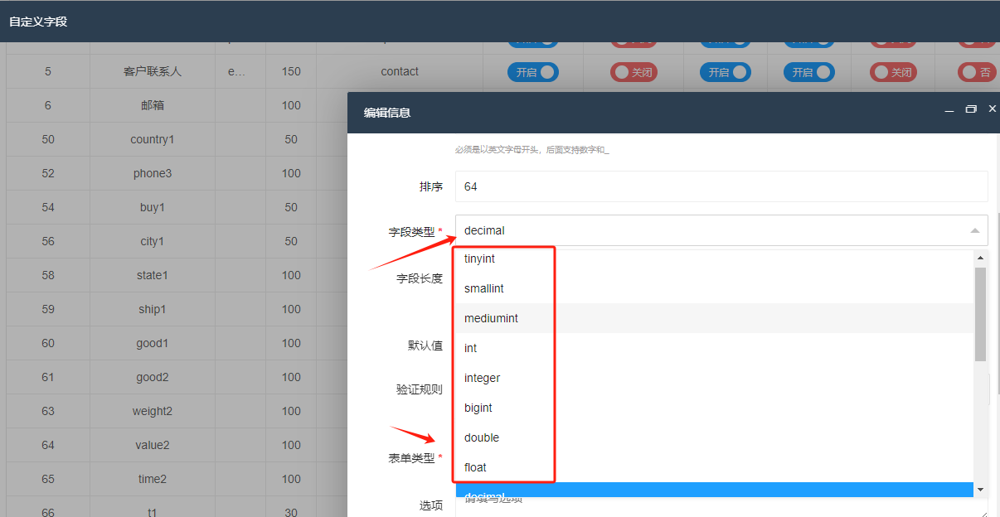 自定义字段
5 客户联系人 e... 150 contact 开启 关闭 开启 开启 关闭 否
6 邮箱 100
50 country1 50
52 phone3 100
54 buy1 50
56 city1 50
58 state1 100
59 ship1 100
60 good1 100
61 good2 100
63 weight2 100
64 value2 100
65 time2 100
66 t1 30
编辑信息
必须是以英文字母开头，后面支持数字和_
排序 64
字段类型 * decimal
tinyint
字段长度
smallint
mediumint
默认值
int
integer
验证规则
bigint
double
表单类型 *
float
decimal
选项 请填写选项